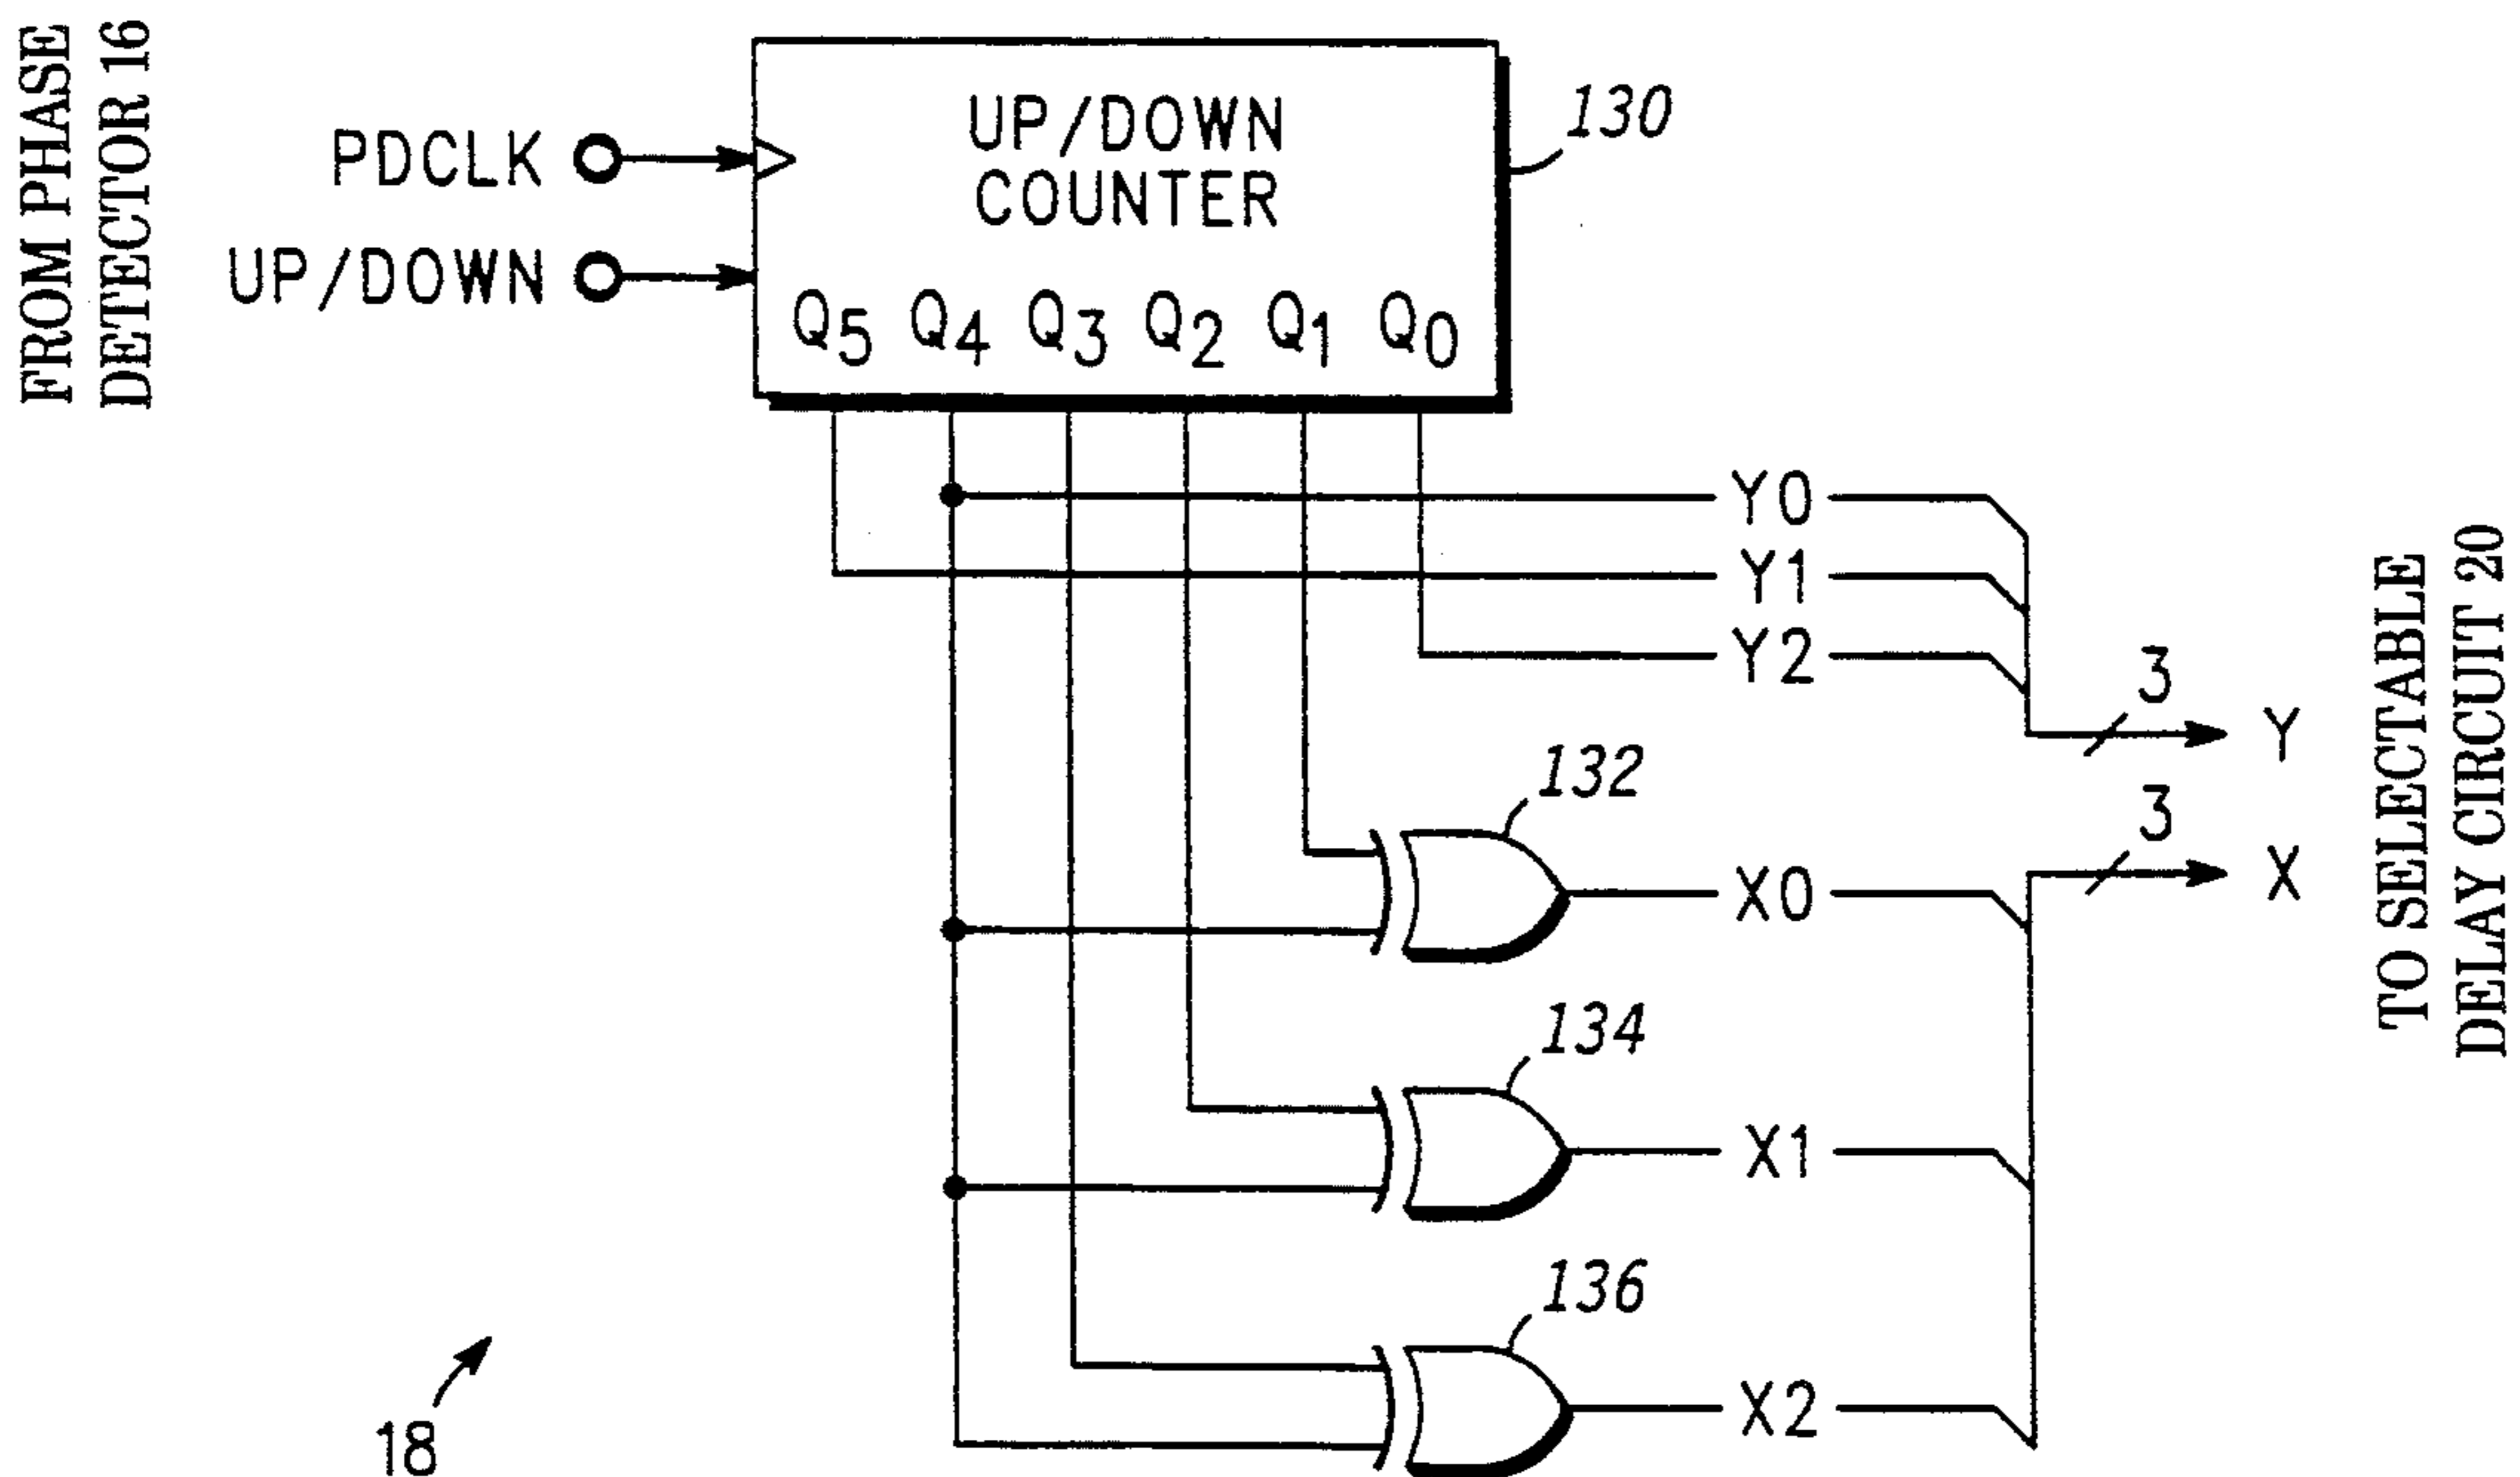 FROM PHASE
DETECTOR 16
PDCLK
UP/DOWN
UP/DOWN
COUNTER
130
Q5 Q4 Q3 Q2 Q1 Q0
Y0
Y1
Y2
3
Y
132
3
X
X0
134
X1
136
X2
TO SELECTABLE
DELAY CIRCUIT 20
18